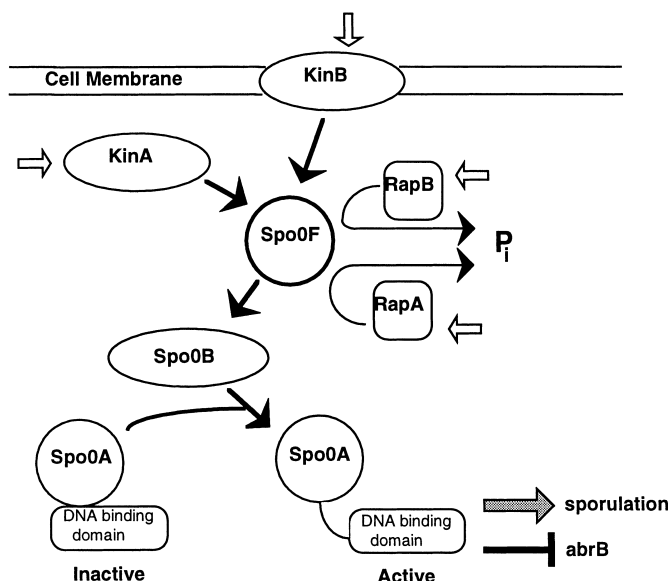 KinB
Cell Membrane
KinA
RapB
Spo0F
Pi
RapA
Spo0B
Spo0A
Spo0A
DNA binding
domain
DNA binding
domain
sporulation
abrB
Inactive
Active